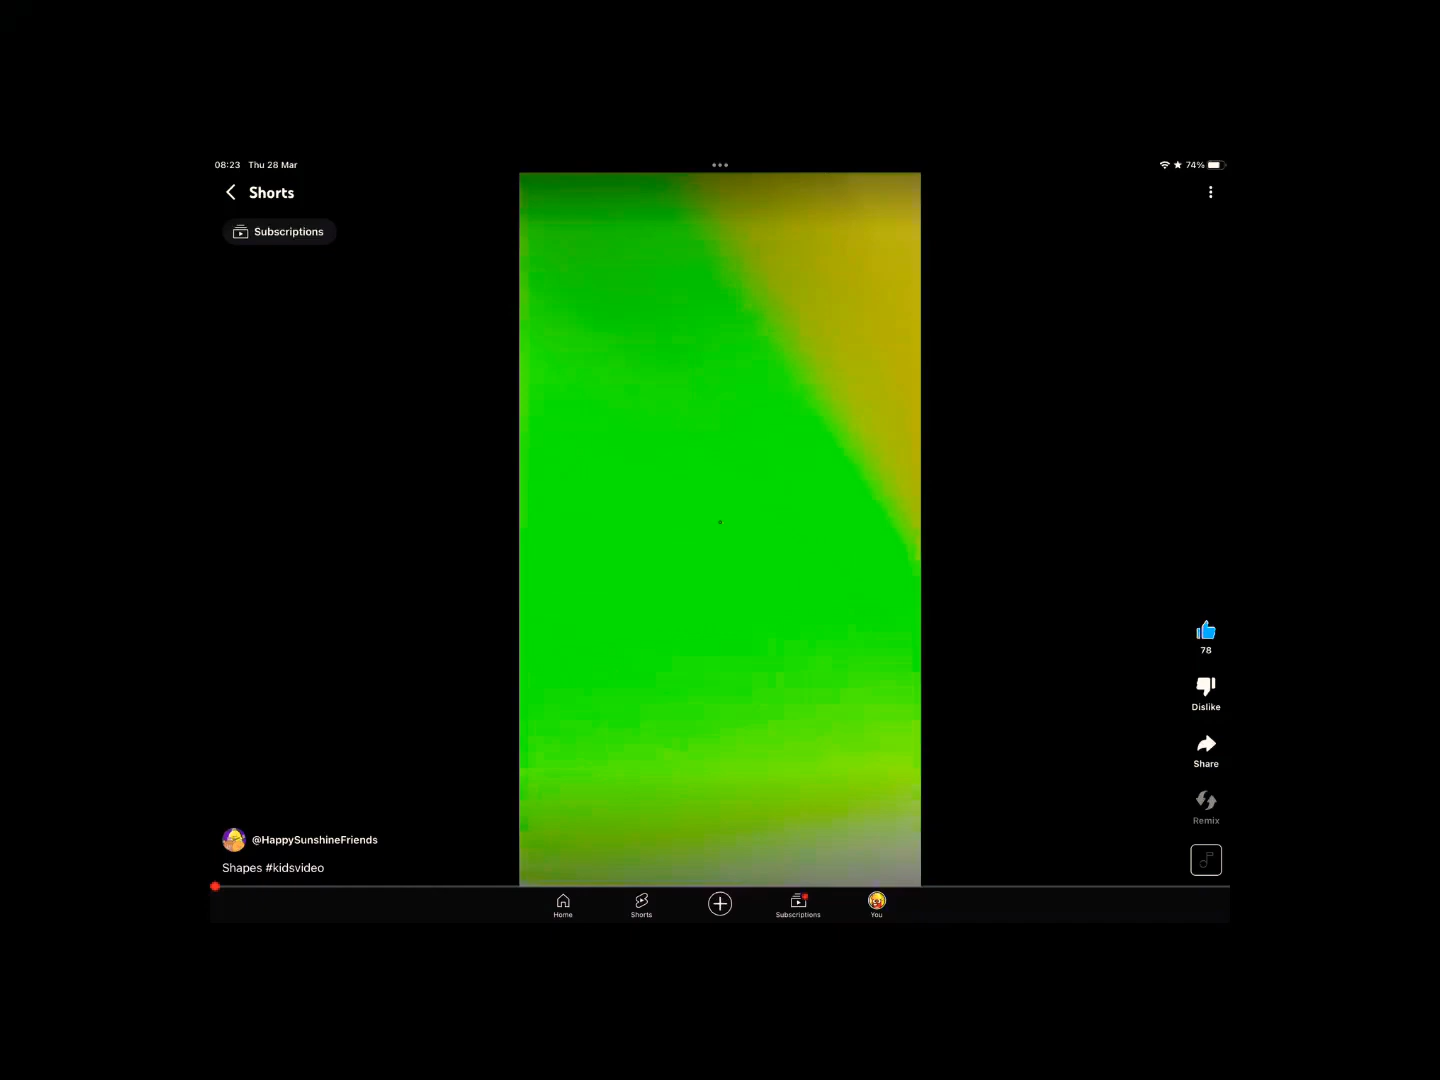 08:23 Thu 28 Mar
74%
Shorts
Subscriptions
78
Dislike
Share
Remix
@HappySunshineFriends
Shapes #kidsvideo
Home
Shorts
Subscriptions
You